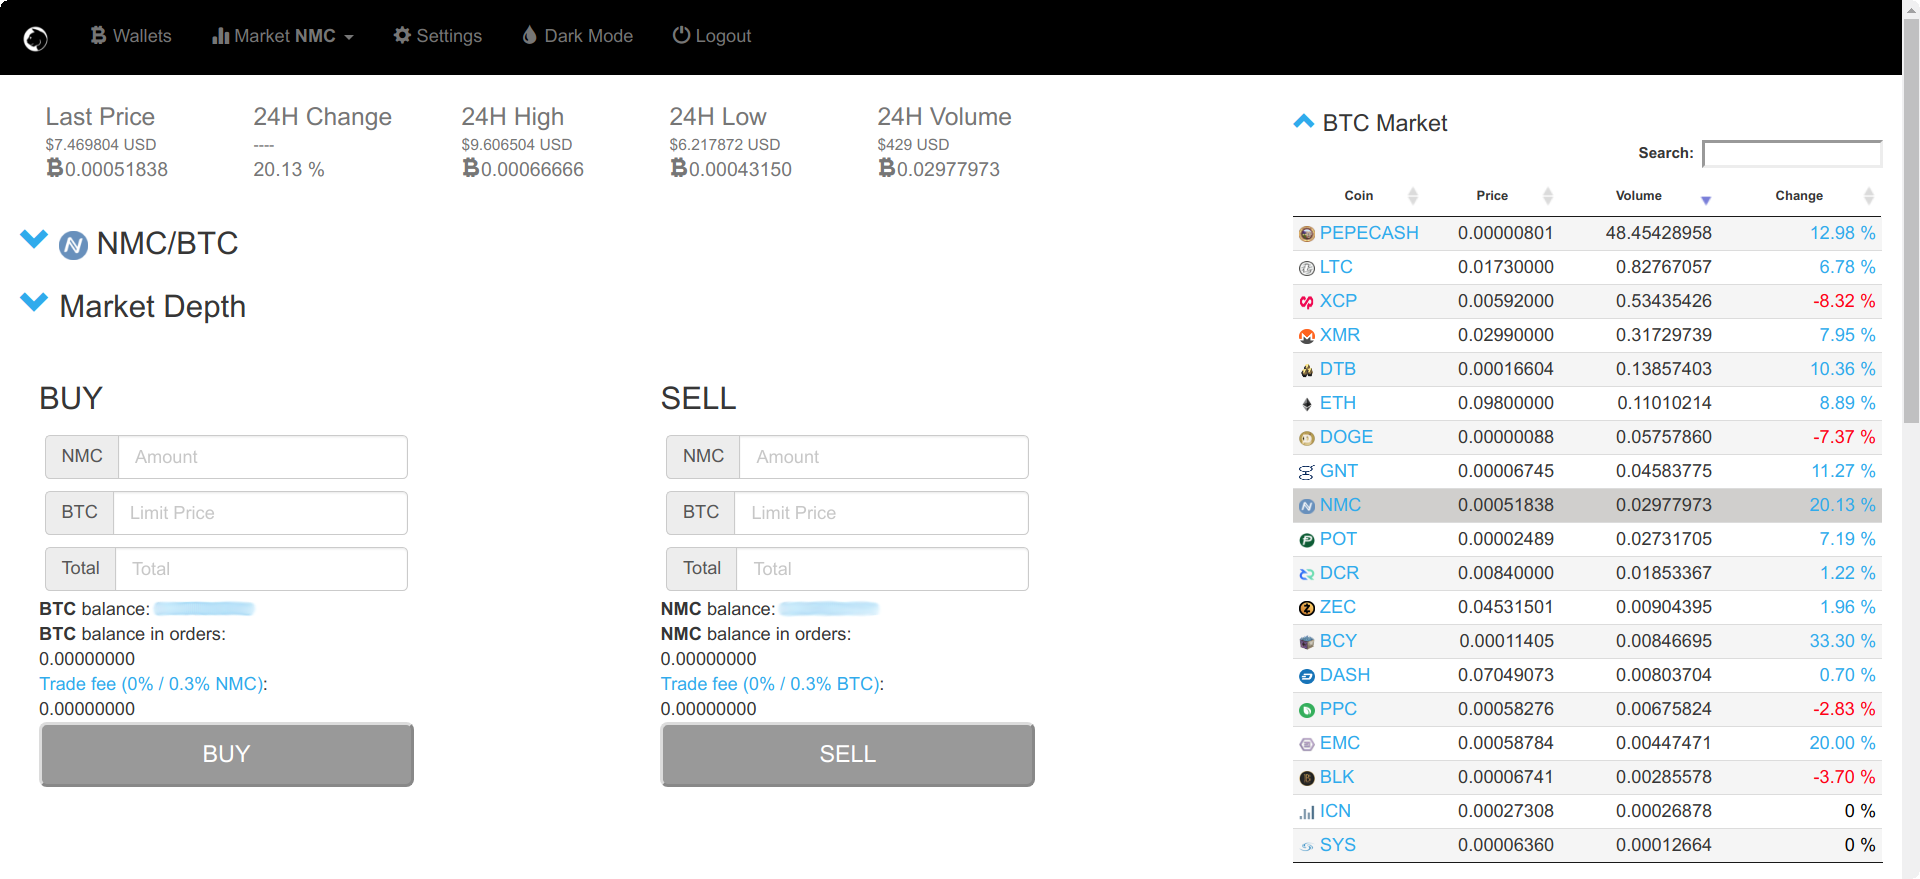 Wallets Market NMC Settings Dark Mode Logout
Last Price 24H Change 24H High 24H Low 24H Volume
$7.469804 USD ---- $9.606504 USD $6.217872 USD $429 USD
0.00051838 20.13 % 0.00066666 0.00043150 0.02977973
NMC/BTC
Market Depth
BUY
NMC Amount
BTC Limit Price
Total Total
BTC balance:
BTC balance in orders:
0.00000000
Trade fee (0% / 0.3% NMC):
0.00000000
BUY
SELL
NMC Amount
BTC Limit Price
Total Total
NMC balance:
NMC balance in orders:
0.00000000
Trade fee (0% / 0.3% BTC):
0.00000000
SELL
BTC Market
Search:
Coin Price Volume Change
PEPECASH 0.00000801 48.45428958 12.98 %
LTC 0.01730000 0.82767057 6.78 %
XCP 0.00592000 0.53435426 -8.32 %
XMR 0.02990000 0.31729739 7.95 %
DTB 0.00016604 0.13857403 10.36 %
ETH 0.09800000 0.11010214 8.89 %
DOGE 0.00000088 0.05757860 -7.37 %
GNT 0.00006745 0.04583775 11.27 %
NMC 0.00051838 0.02977973 20.13 %
POT 0.00002489 0.02731705 7.19 %
DCR 0.00840000 0.01853367 1.22 %
ZEC 0.04531501 0.00904395 1.96 %
BCY 0.00011405 0.00846695 33.30 %
DASH 0.07049073 0.00803704 0.70 %
PPC 0.00058276 0.00675824 -2.83 %
EMC 0.00058784 0.00447471 20.00 %
BLK 0.00006741 0.00285578 -3.70 %
ICN 0.00027308 0.00026878 0 %
SYS 0.00006360 0.00012664 0 %